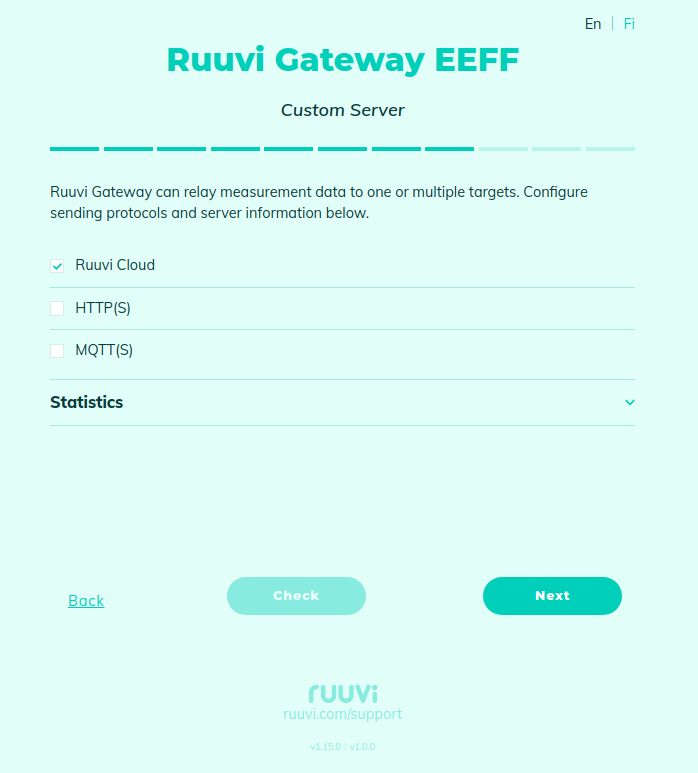 En | Fi
Ruuvi Gateway EEFF
Custom Server
Ruuvi Gateway can relay measurement data to one or multiple targets. Configure
sending protocols and server information below.
Ruuvi Cloud
HTTP(S)
MQTT(S)
Statistics
Back
Check
Next
ruuvi
ruuvi.com/support
v1.15.0 | v1.0.0